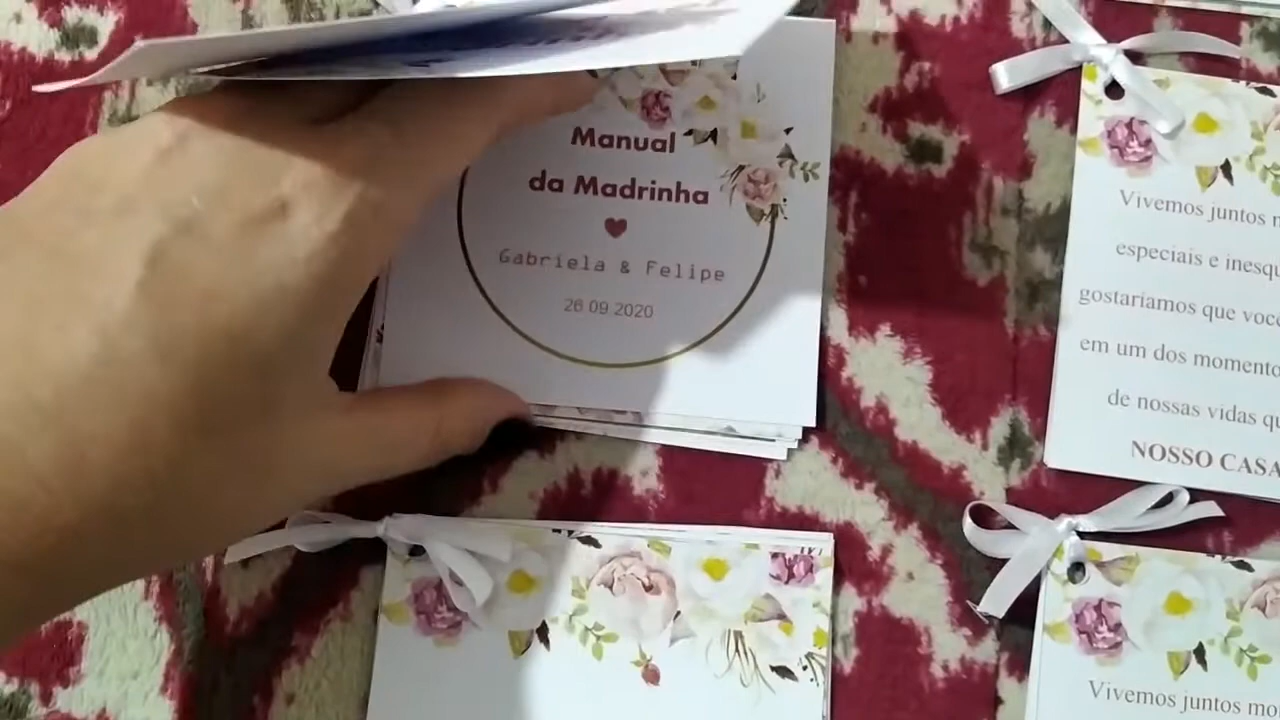 Manual
da Madrinha
Gabriela & Felipe
26 09 2020
Vivemos juntos
especiais e
gostaríamos que
em um dos
de nossas vidas
NOSSO
Vivemos juntos